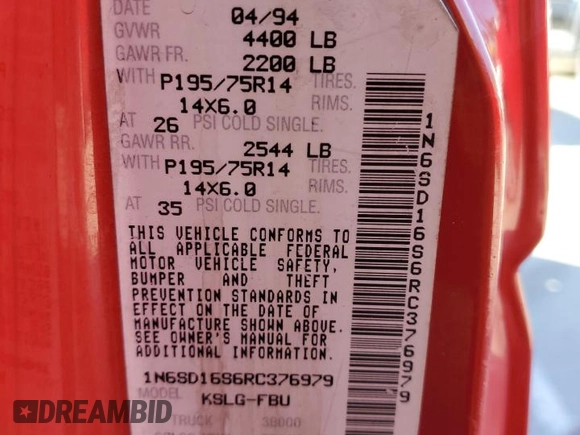 DATE 04/94
GVWR 4400 LB
GAWR FR. 2200 LB
WITH P195/75R14 TIRES.
14X6.0 RIMS.
AT 26 PSI COLD SINGLE.
GAWR RR. 2544 LB
WITH P195/75R14 TIRES.
14X6.0 RIMS.
AT 35 PSI COLD SINGLE.
THIS VEHICLE CONFORMS TO
ALL APPLICABLE FEDERAL
MOTOR VEHICLE SAFETY,
BUMPER AND THEFT
PREVENTION STANDARDS IN
EFFECT ON THE DATE OF
MANUFACTURE SHOWN ABOVE.
SEE OWNER'S MANUAL FOR
ADDITIONAL INFORMATION.
1N6SD16S6RC376979
MODEL
KSLG-FBU
TRUCK 38000
1N6SD16S6RC376979
DREAMBID.COM